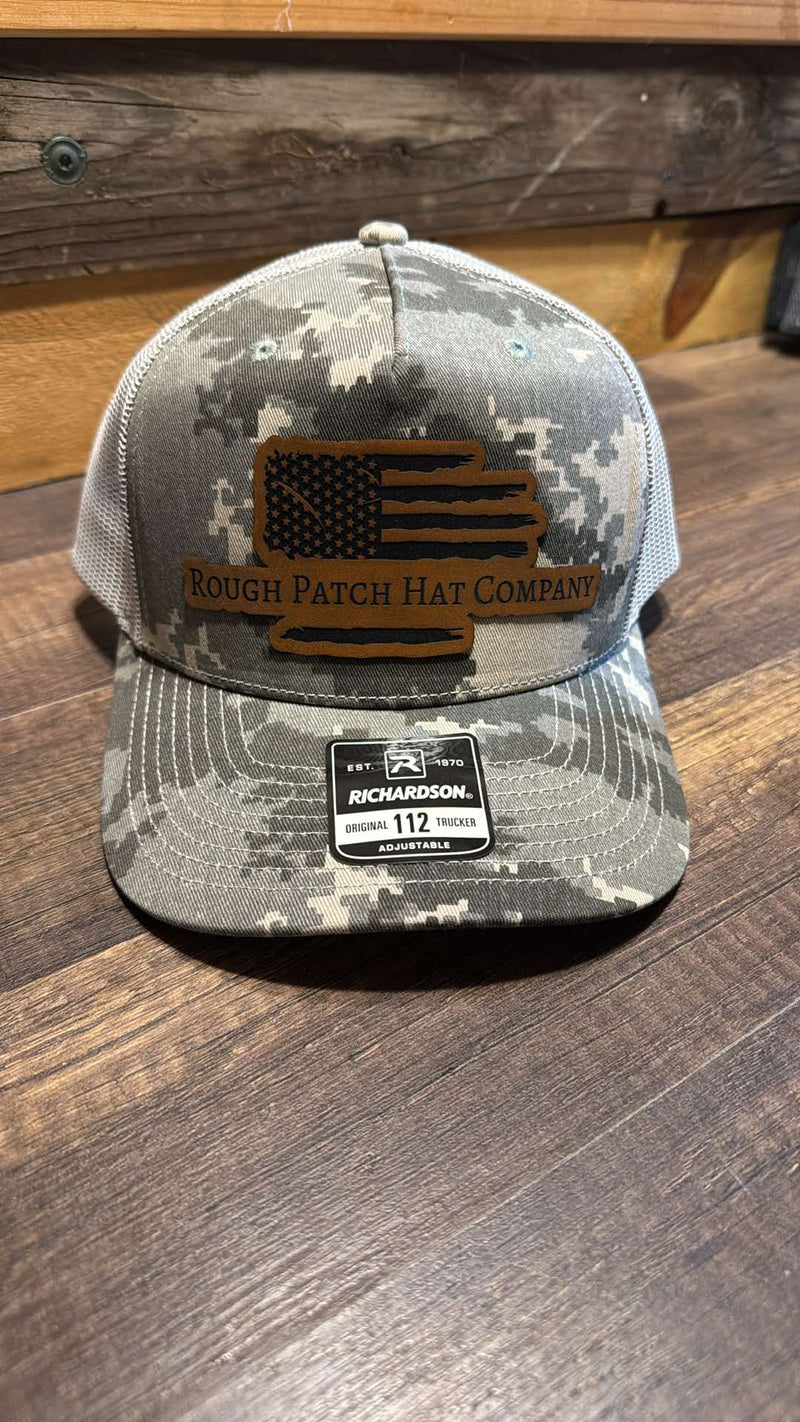 ROUGH PATCH HAT COMPANY
EST. R 1970
RICHARDSON®
ORIGINAL 112 TRUCKER
ADJUSTABLE